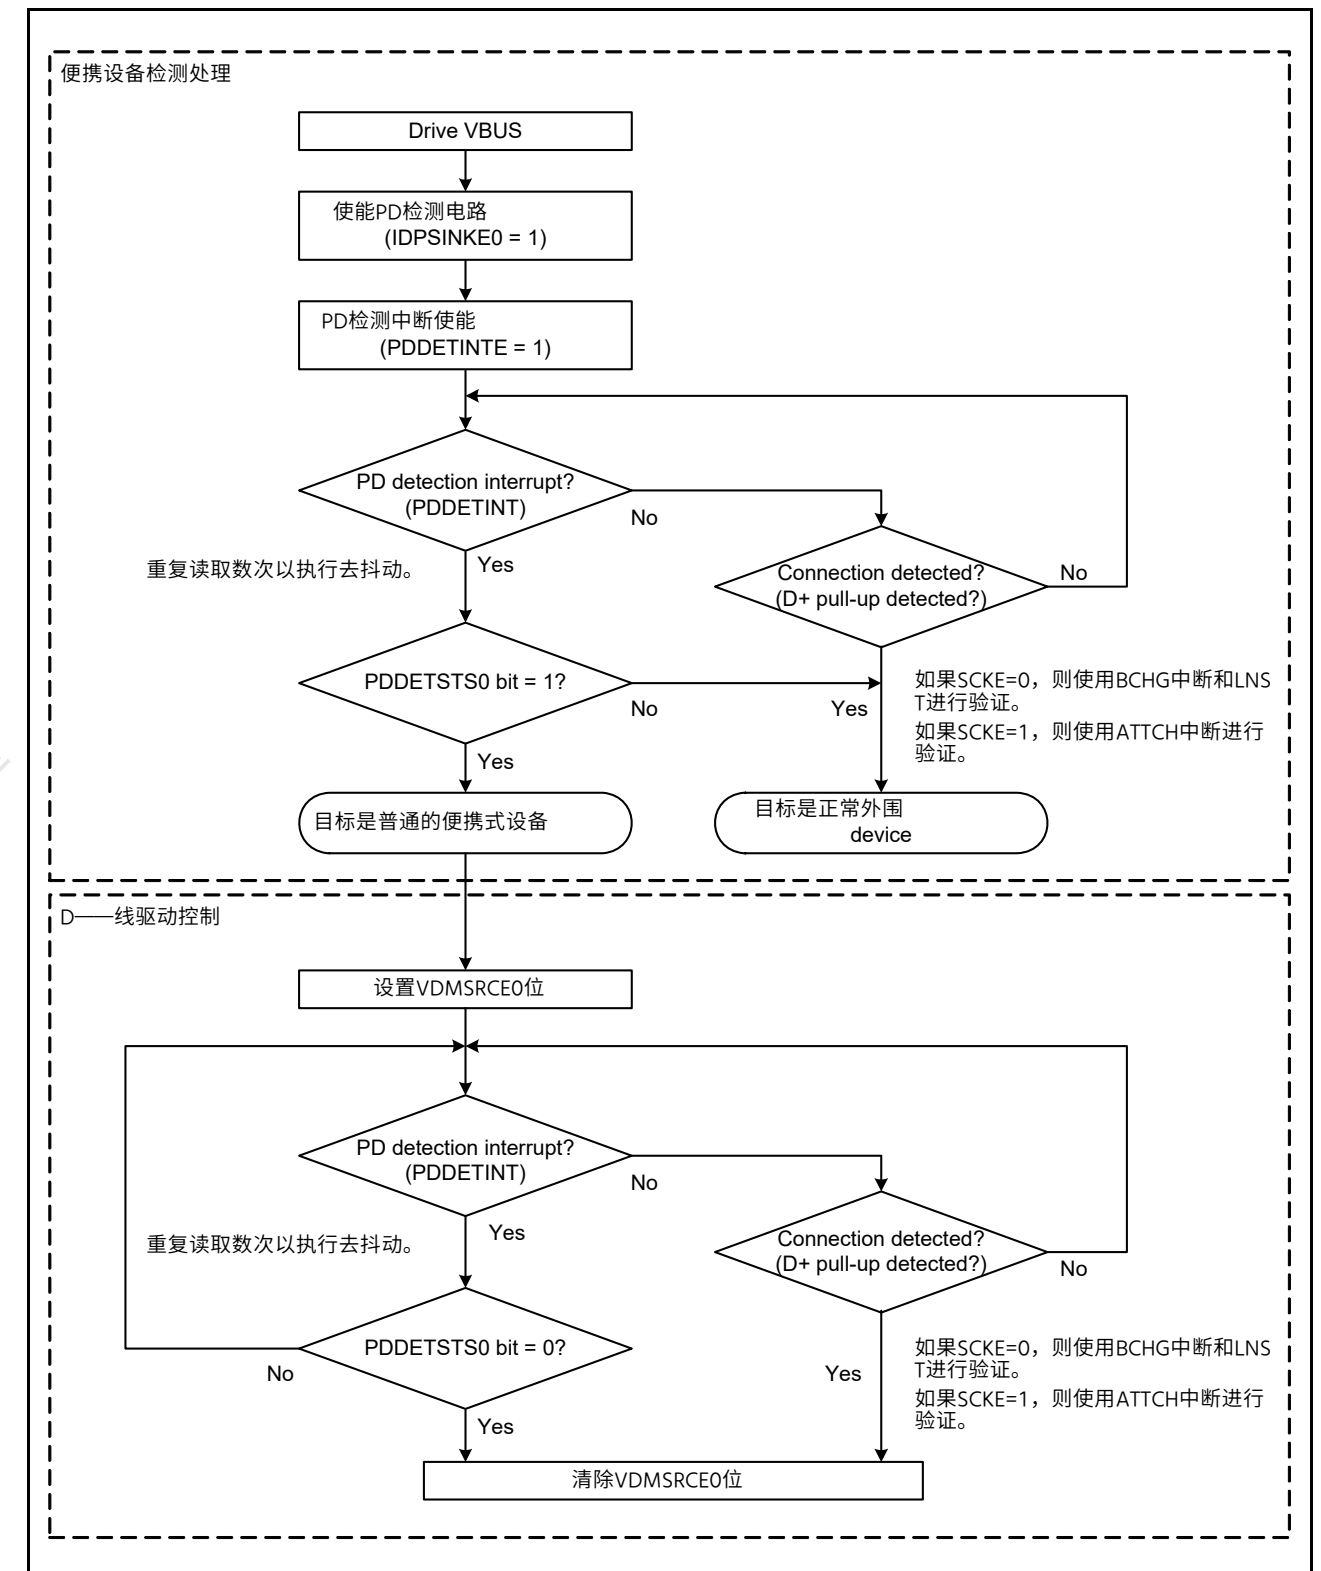 便携设备检测处理
Drive VBUS
使能PD检测电路
(IDPSINKE0 = 1)
PD检测中断使能
(PDDETINTE = 1)
PD detection interrupt?
(PDDETINT)
No
Connection detected?
(D+ pull-up detected?)
No
重复读取数次以执行去抖动。
Yes
PDDETSTS0 bit = 1?
No
Yes
如果SCKE=0，则使用BCHG中断和LNS
T进行验证。
如果SCKE=1，则使用ATTCH中断进行
验证。
Yes
目标是普通的便携式设备
目标是正常外围
device
D——线驱动控制
设置VDMSRCE0位
PD detection interrupt?
(PDDETINT)
No
Connection detected?
(D+ pull-up detected?)
No
重复读取数次以执行去抖动。
Yes
PDDETSTS0 bit = 0?
No
Yes
如果SCKE=0，则使用BCHG中断和LNS
T进行验证。
如果SCKE=1，则使用ATTCH中断进行
验证。
Yes
清除VDMSRCE0位